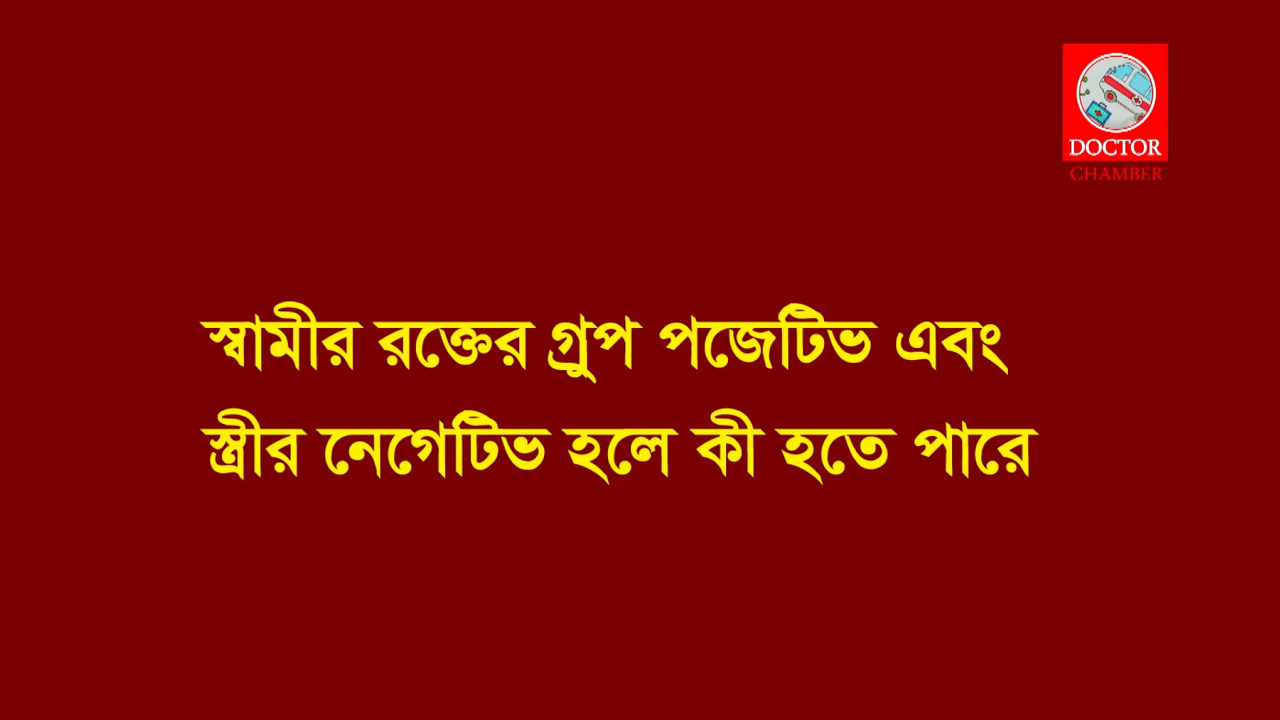 DOCTOR
CHAMBER
স্বামীর রক্তের গ্রুপ পজেটিভ এবং
স্ত্রীর নেগেটিভ হলে কী হতে পারে